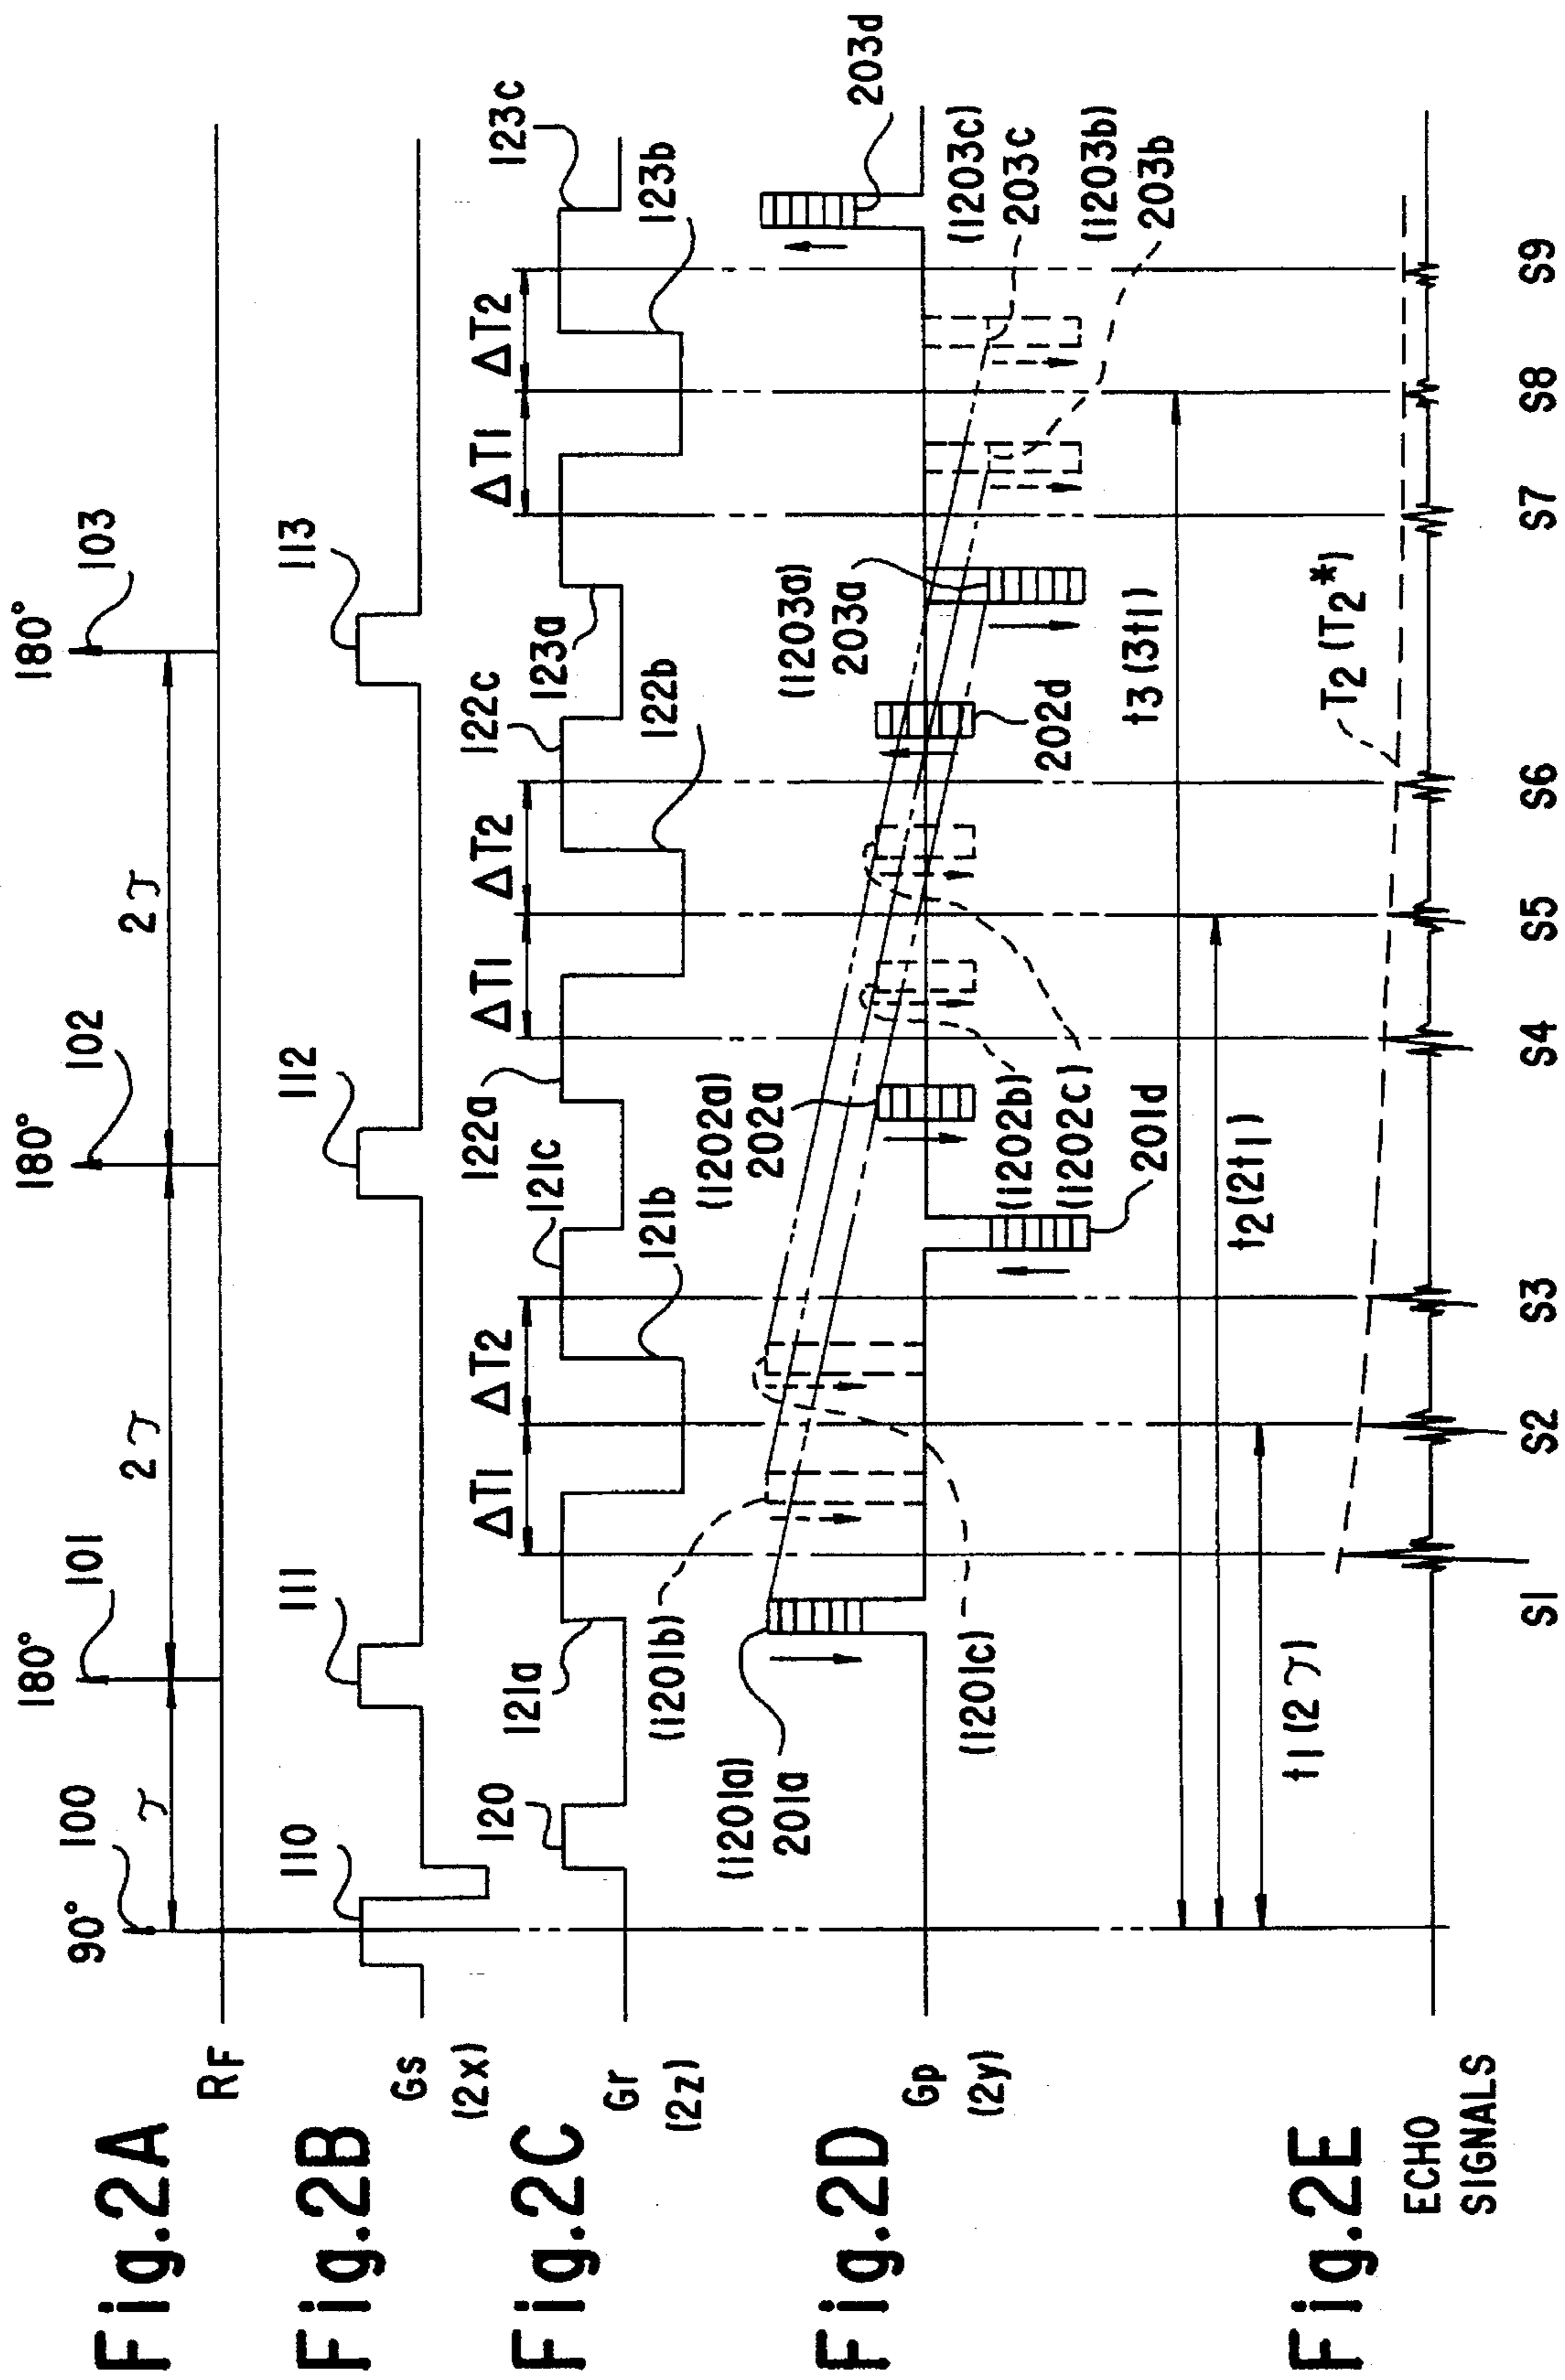 Fig.2A
RF
90°
100
τ
180°
101
2τ
180°
102
2τ
180°
103
Fig.2B
Gs
(2x)
110
111
112
113
Fig.2C
Gr
(2z)
120
121a
ΔT1
ΔT2
121b
121c
122a
ΔT1
ΔT2
122b
122c
123a
ΔT1
ΔT2
123b
123c
Fig.2D
Gp
(2y)
(1201a)
201a
(1201b)
(1201c)
201d
(1202a)
202a
(1202b)
(1202c)
202d
(1203a)
203a
(1203b)
203b
(1203c)
203c
203d
t1(2τ)
t2(2t1)
t3(3t1)
Fig.2E
ECHO
SIGNALS
T2(T2*)
S1
S2
S3
S4
S5
S6
S7
S8
S9